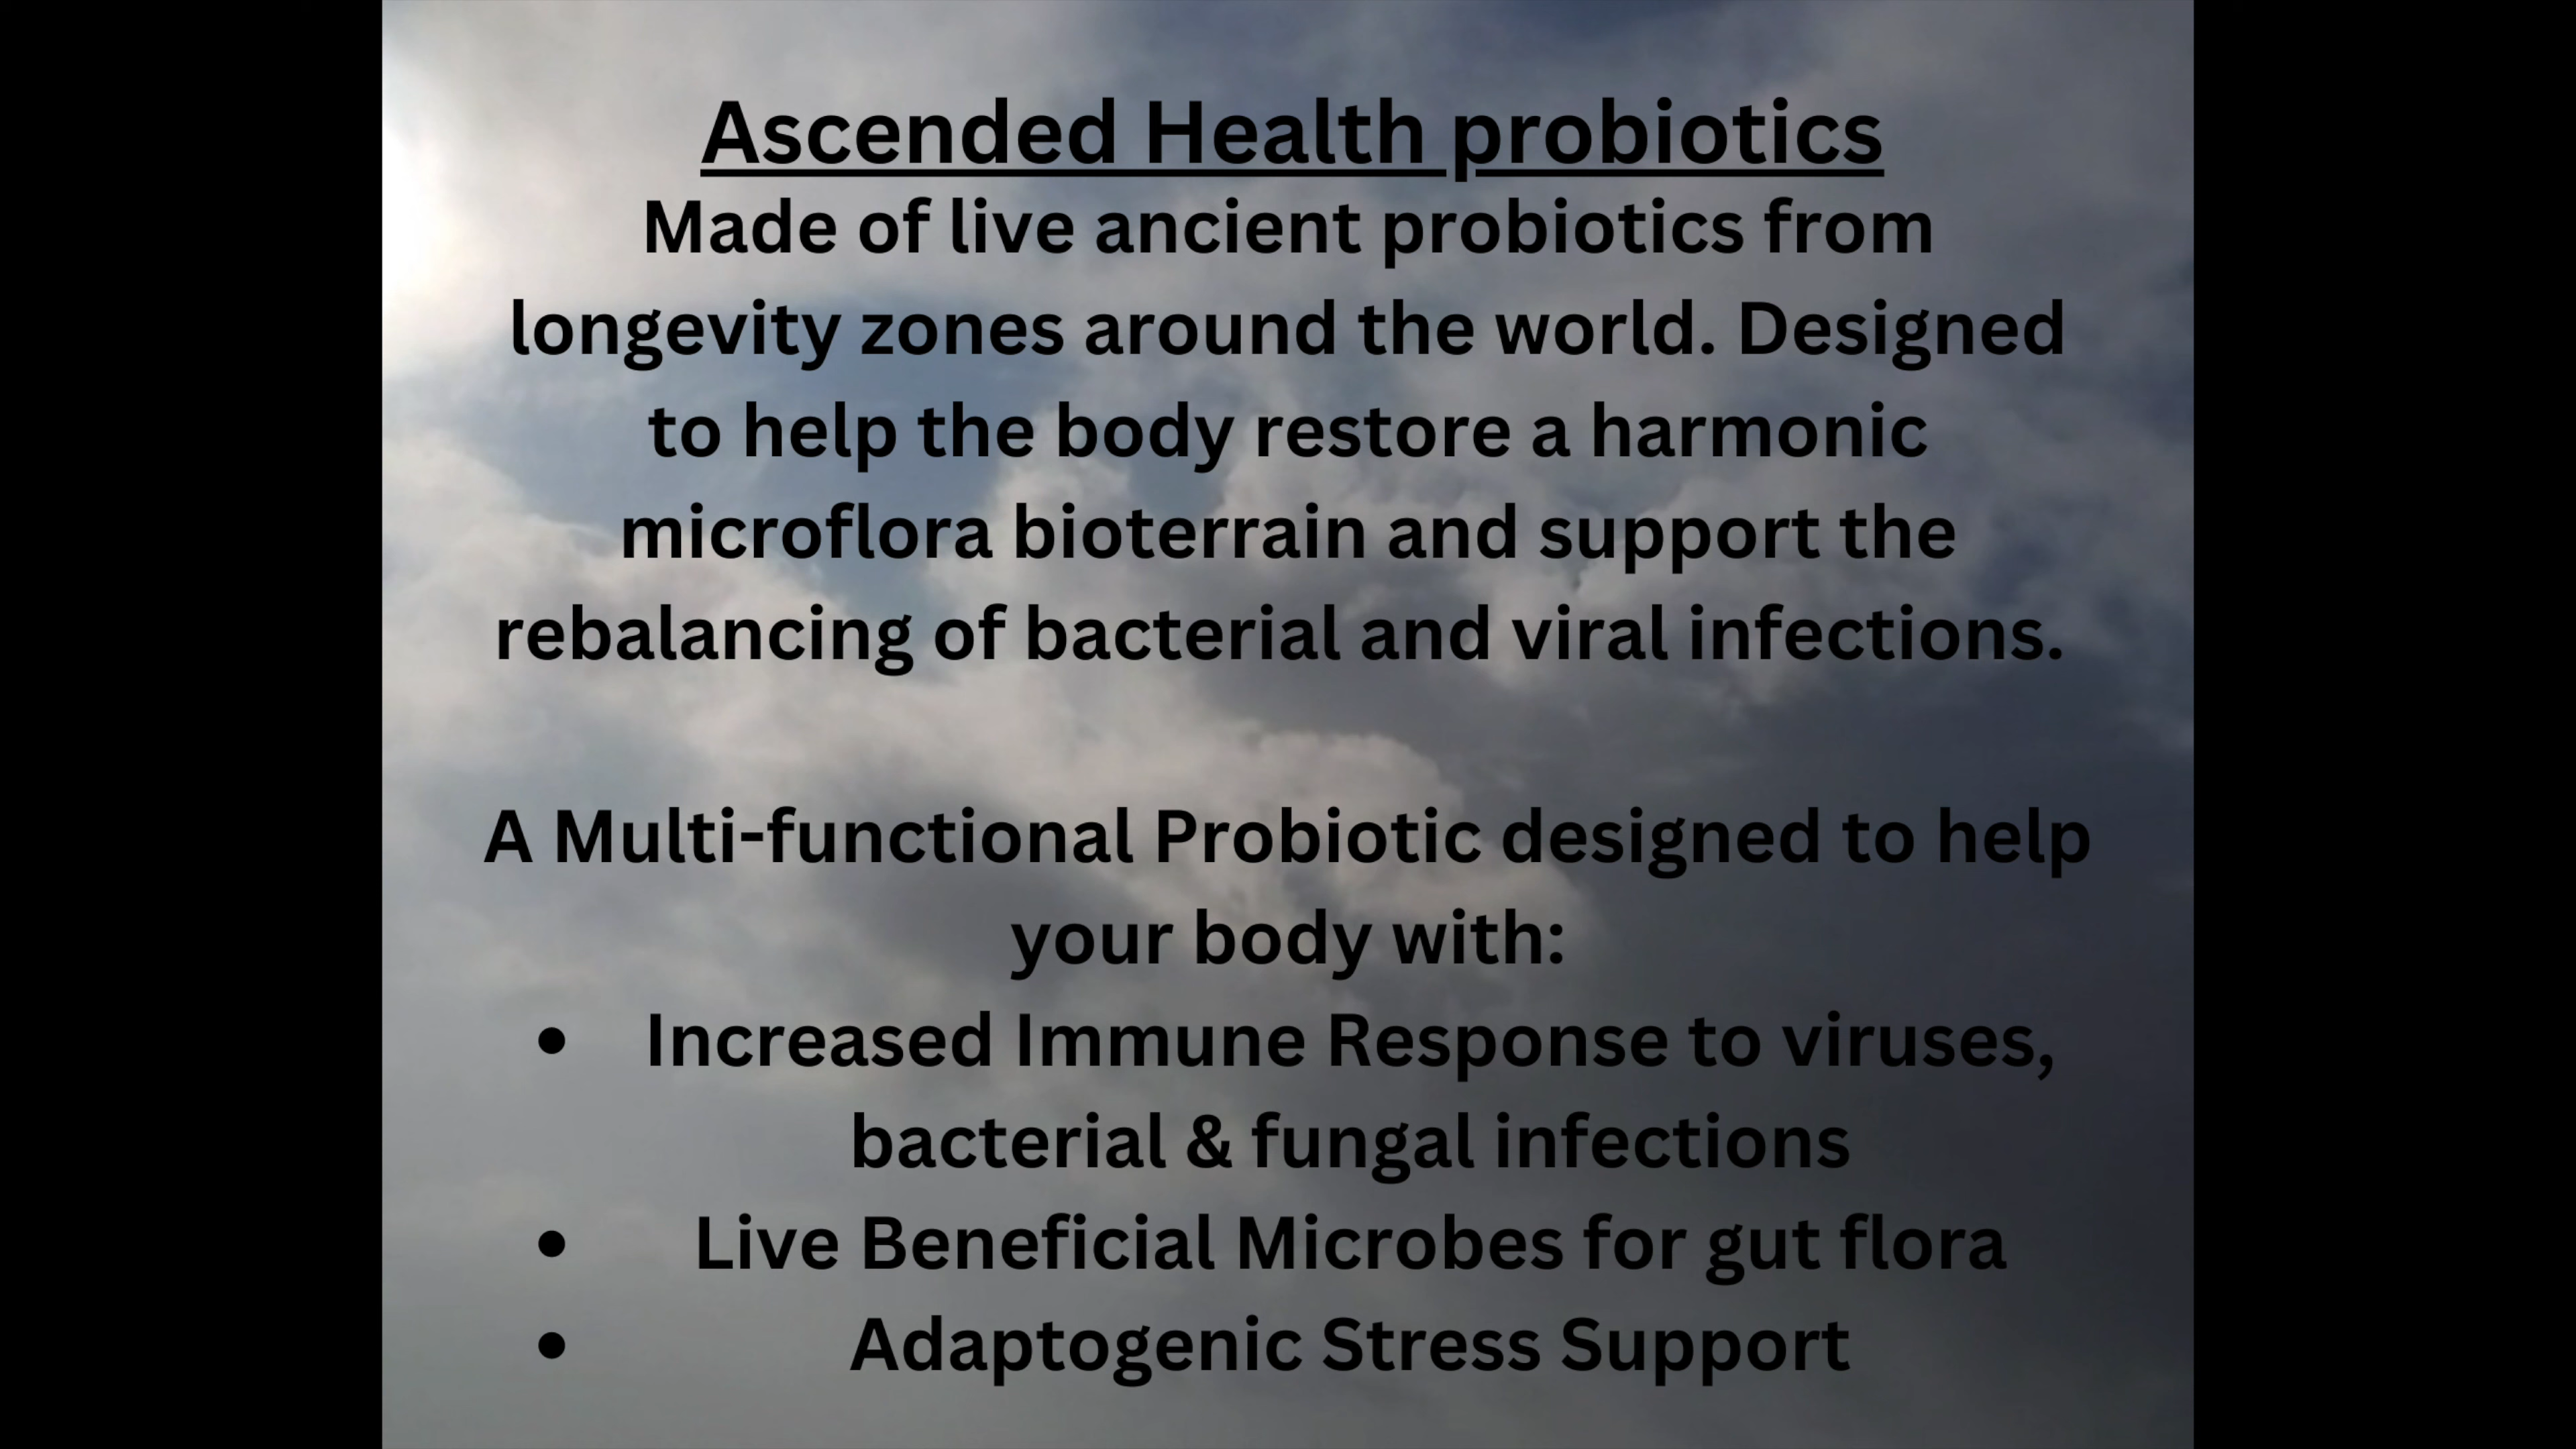 Ascended Health probiotics
Made of live ancient probiotics from
longevity zones around the world. Designed
to help the body restore a harmonic
microflora bioterrain and support the
rebalancing of bacterial and viral infections.
A Multi-functional Probiotic designed to help
your body with:
• Increased Immune Response to viruses,
bacterial & fungal infections
• Live Beneficial Microbes for gut flora
• Adaptogenic Stress Support